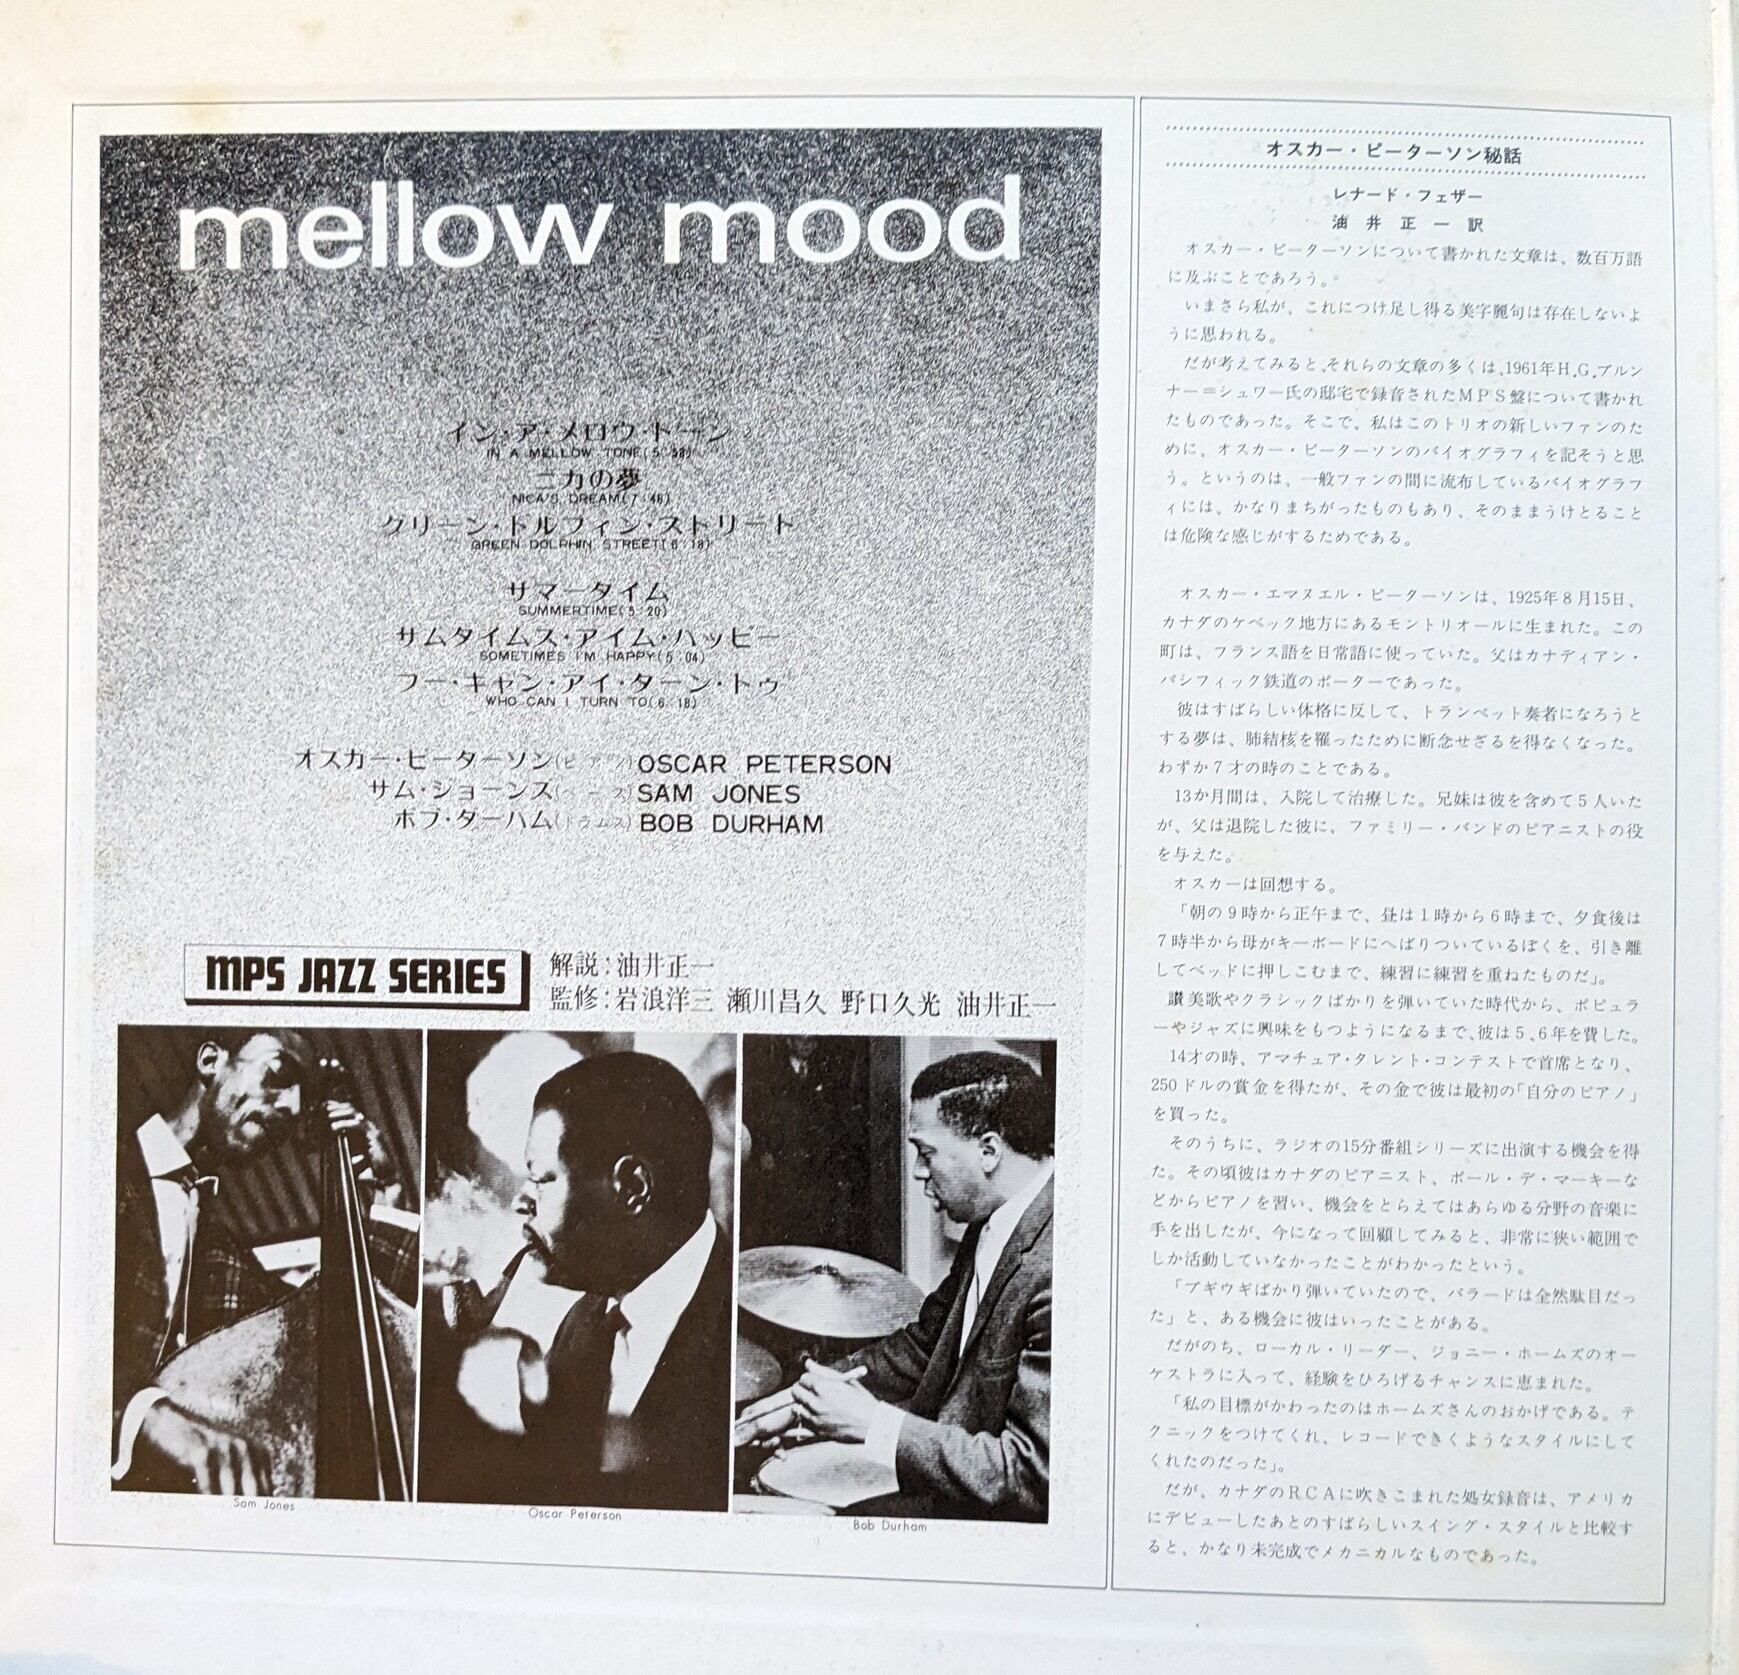 mellow mood
イン・ア・メロウ・トーン
IN A MELLOW TONE(5:38)
ニカの夢
NICA'S DREAM(7:46)
グリーン・ドルフィン・ストリート
GREEN DOLPHIN STREET(6:18)
サマータイム
SUMMERTIME(5:20)
サムタイムス・アイム・ハッピー
SOMETIMES I'M HAPPY(5:04)
フー・キャン・アイ・ターン・トゥ
WHO CAN I TURN TO(6:18)
オスカー・ピーターソン(ピアノ)OSCAR PETERSON
サム・ジョーンス(ベース)SAM JONES
ボブ・ダーハム(ドラムス)BOB DURHAM
MPS JAZZ SERIES
解説:油井正一
監修:岩浪洋三 瀬川昌久 野口久光 油井正一
Sam Jones
Oscar Peterson
Bob Durham
オスカー・ピーターソン秘話
レナード・フェザー
油井正一訳
オスカー・ピーターソンについて書かれた文章は、数百万語
に及ぶことであろう。
いまさら私が、これにつけ足し得る美字麗句は存在しないよ
うに思われる。
だが考えてみると、それらの文章の多くは、1961年H.G.ブルン
ナー=シュワー氏の邸宅で録音されたMPS盤について書かれ
たものであった。そこで、私はこのトリオの新しいファンのた
めに、オスカー・ピーターソンのバイオグラフィを記そうと思
う。というのは、一般ファンの間に流布しているバイオグラフ
ィには、かなりまちがったものもあり、そのままうけとること
は危険な感じがするためである。
オスカー・エマヌエル・ピーターソンは、1925年8月15日、
カナダのケベック地方にあるモントリオールに生まれた。この
町は、フランス語を日常語に使っていた。父はカナディアン・
パシフィック鉄道のポーターであった。
彼はすばらしい体格に反して、トランペット奏者になろうと
する夢は、肺結核を罹ったために断念せざるを得なくなった。
わずか7才の時のことである。
13か月間は、入院して治療した。兄妹は彼を含めて5人いた
が、父は退院した彼に、ファミリー・バンドのピアニストの役
を与えた。
オスカーは回想する。
「朝の9時から正午まで、昼は1時から6時まで、夕食後は
7時半から母がキーボードにへばりついているぼくを、引き離
してベッドに押しこむまで、練習に練習を重ねたものだ」。
讃美歌やクラシックばかりを弾いていた時代から、ポピュラ
ーやジャズに興味をもつようになるまで、彼は5、6年を費した。
14才の時、アマチュア・タレント・コンテストで首席となり、
250ドルの賞金を得たが、その金で彼は最初の「自分のピアノ」
を買った。
そのうちに、ラジオの15分番組シリーズに出演する機会を得
た。その頃彼はカナダのピアニスト、ポール・デ・マーキーな
どからピアノを習い、機会をとらえてはあらゆる分野の音楽に
手を出したが、今になって回顧してみると、非常に狭い範囲で
しか活動していなかったことがわかったという。
「ブギウギばかり弾いていたので、バラードは全然駄目だっ
た」と、ある機会に彼はいったことがある。
だがのち、ローカル・リーダー、ジョニー・ホームズのオー
ケストラに入って、経験をひろげるチャンスに恵まれた。
「私の目標がかわったのはホームズさんのおかげである。テ
クニックをつけてくれ、レコードできくようなスタイルにして
くれたのだった」。
だが、カナダのRCAに吹きこまれた処女録音は、アメリカ
にデビューしたあとのすばらしいスイング・スタイルと比較す
ると、かなり未完成でメカニカルなものであった。